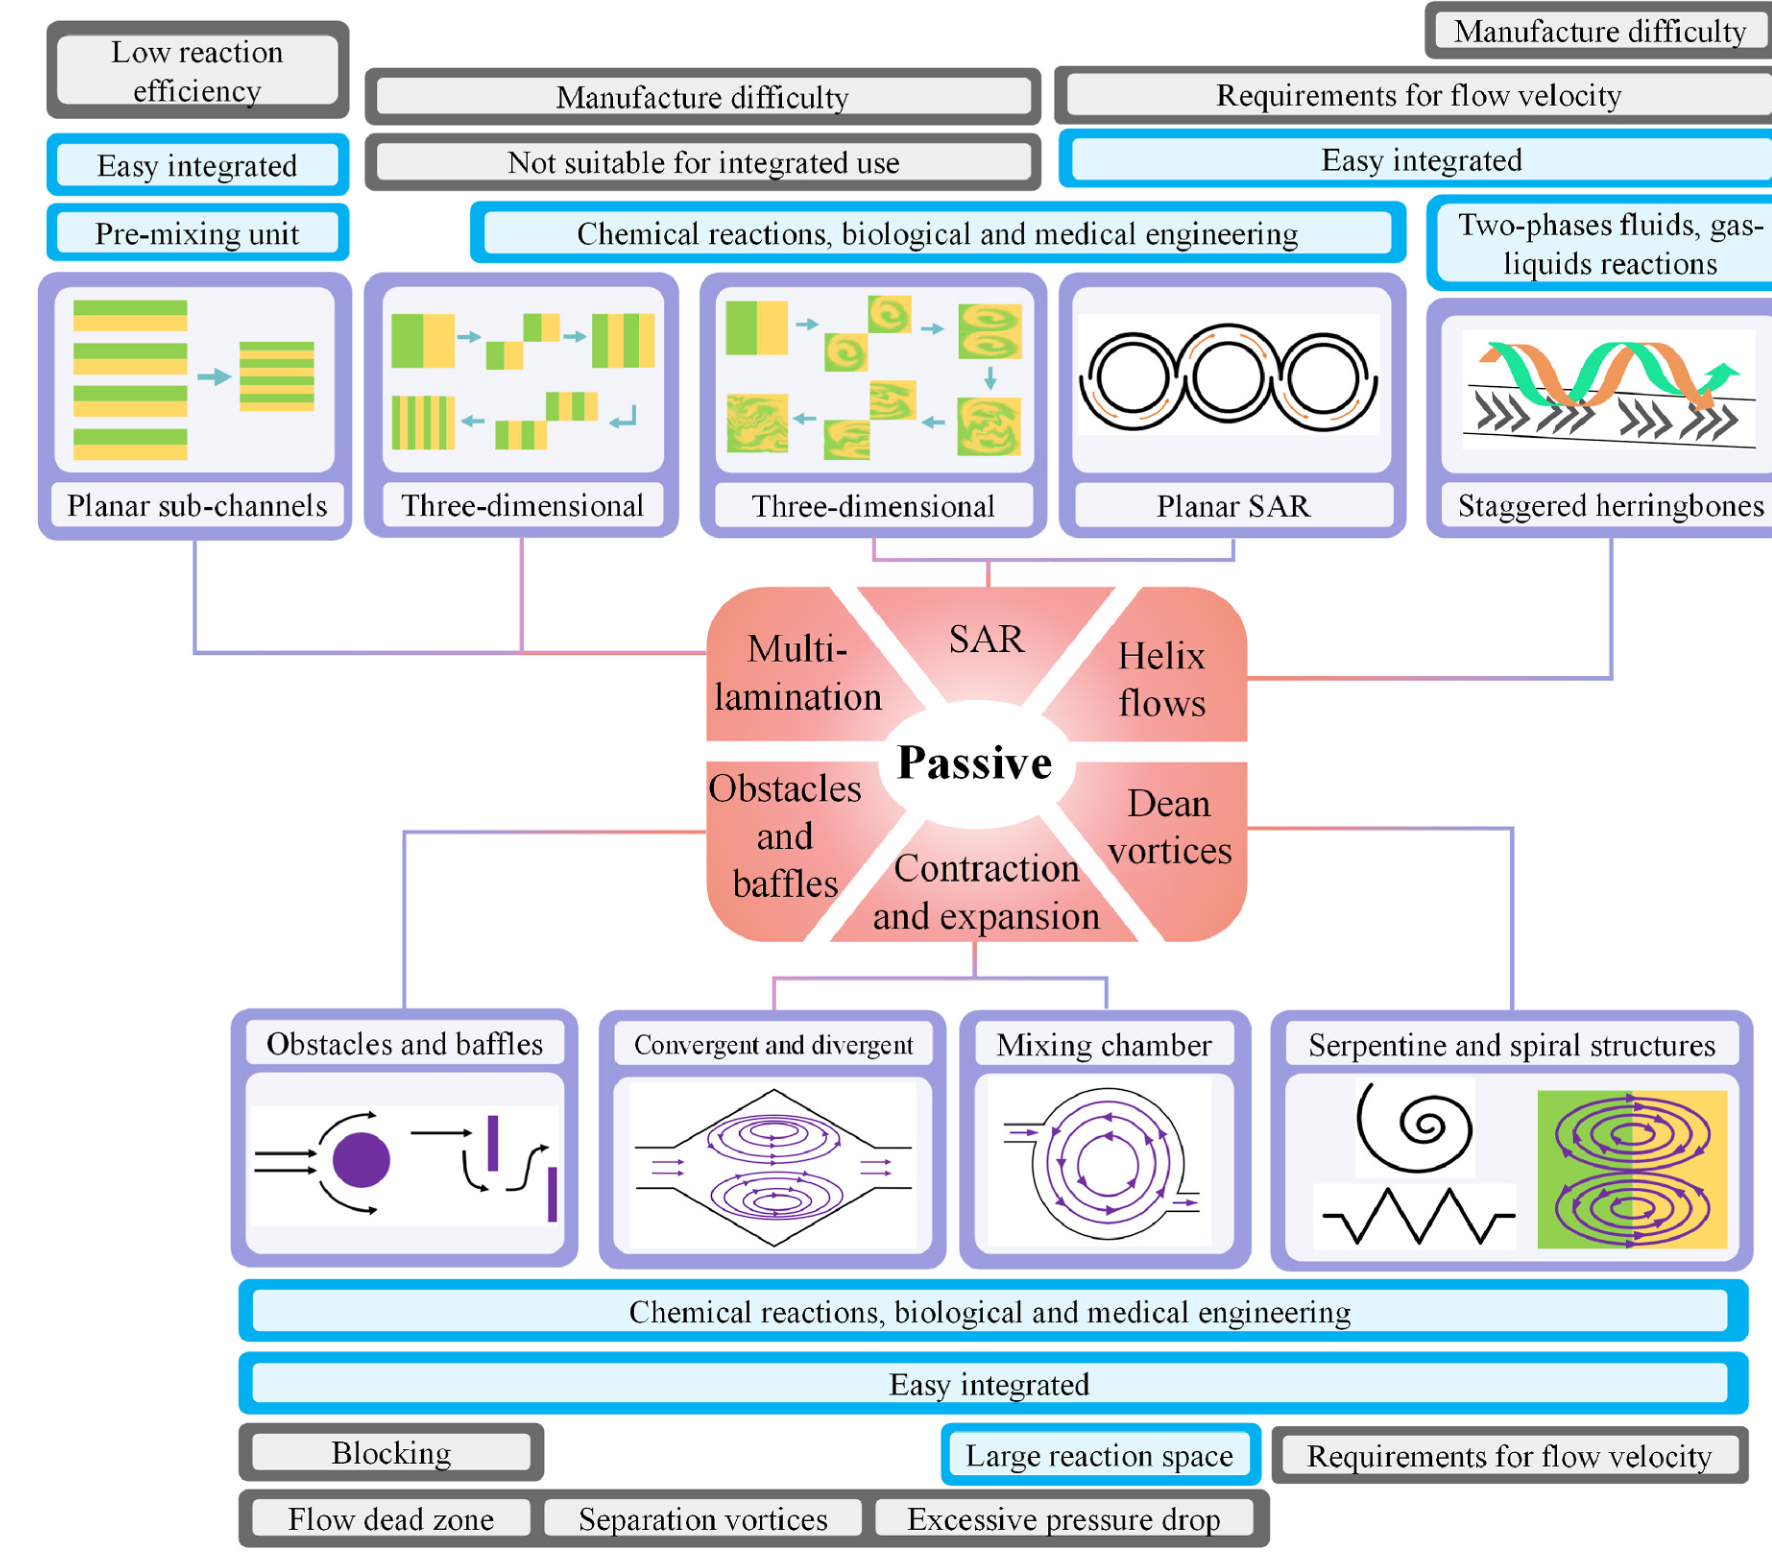 Manufacture difficulty
Low reaction
efficiency
Manufacture difficulty
Requirements for flow velocity
Easy integrated
Not suitable for integrated use
Easy integrated
Pre-mixing unit
Chemical reactions, biological and medical engineering
Two-phases fluids, gas-
liquids reactions
Planar sub-channels
Three-dimensional
Three-dimensional
Planar SAR
Staggered herringbones
Multi-
lamination
SAR
Helix
flows
Passive
Obstacles
and
baffles
Contraction
and expansion
Dean
vortices
Obstacles and baffles
Convergent and divergent
Mixing chamber
Serpentine and spiral structures
Chemical reactions, biological and medical engineering
Easy integrated
Blocking
Large reaction space
Requirements for flow velocity
Flow dead zone
Separation vortices
Excessive pressure drop